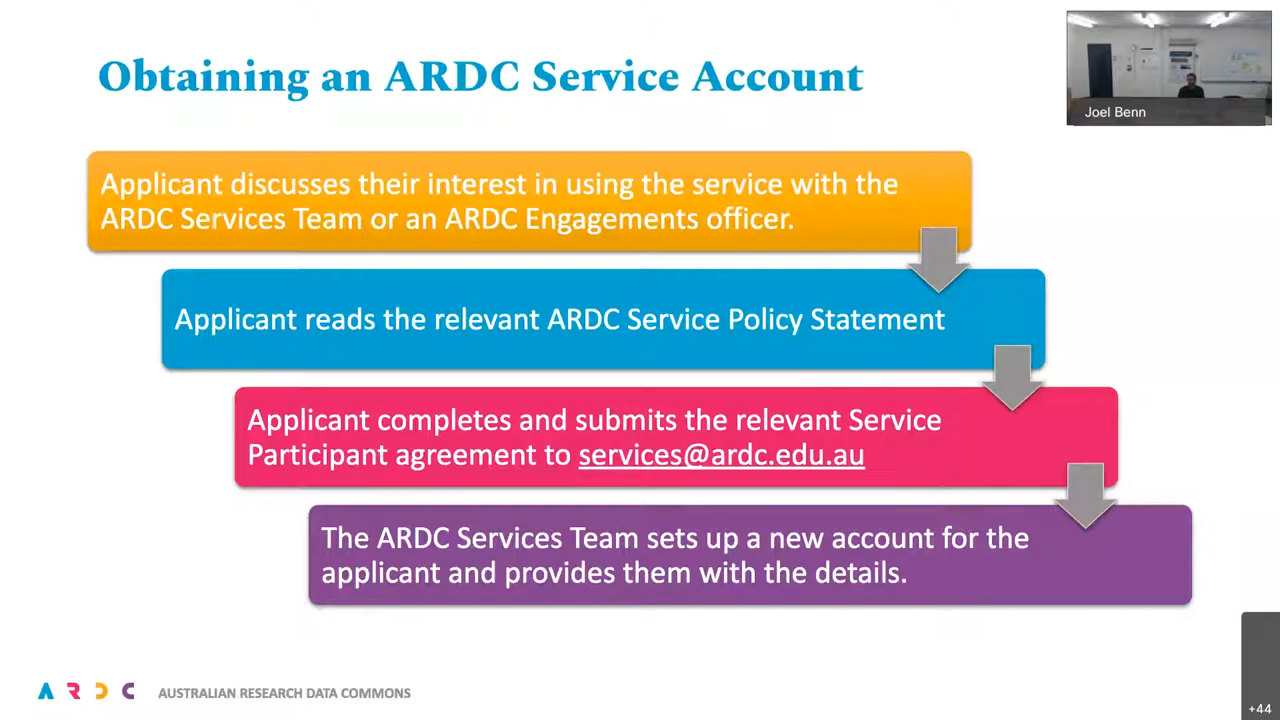 Obtaining an ARDC Service Account
Joel Benn
Applicant discusses their interest in using the service with the
ARDC Services Team or an ARDC Engagements officer.
Applicant reads the relevant ARDC Service Policy Statement
Applicant completes and submits the relevant Service
Participant agreement to services@ardc.edu.au
The ARDC Services Team sets up a new account for the
applicant and provides them with the details.
ARDC AUSTRALIAN RESEARCH DATA COMMONS
+44